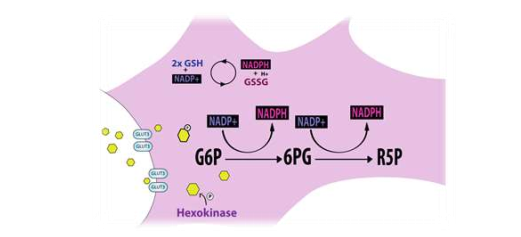 2x GSH
+
NADP+
NADPH
+ H+
GSSG
NADP+
NADPH
NADP+
NADPH
G6P
6PG
R5P
GLUT3
GLUT3
GLUT3
GLUT3
P
Hexokinase